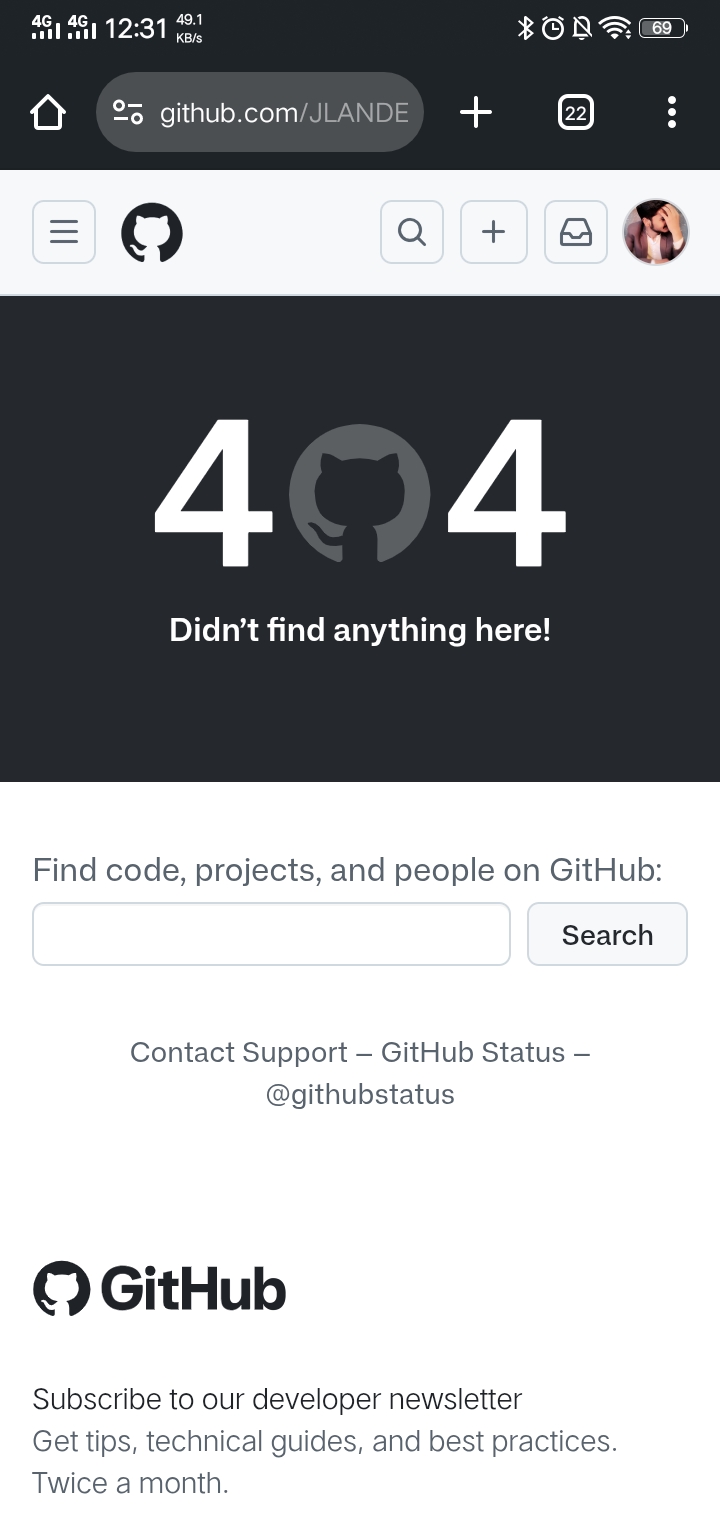 4G 4G 12:31 49.1 KB/s 69
github.com/JLANDE 22
404
Didn’t find anything here!
Find code, projects, and people on GitHub:
Search
Contact Support — GitHub Status —
@githubstatus
GitHub
Subscribe to our developer newsletter
Get tips, technical guides, and best practices.
Twice a month.